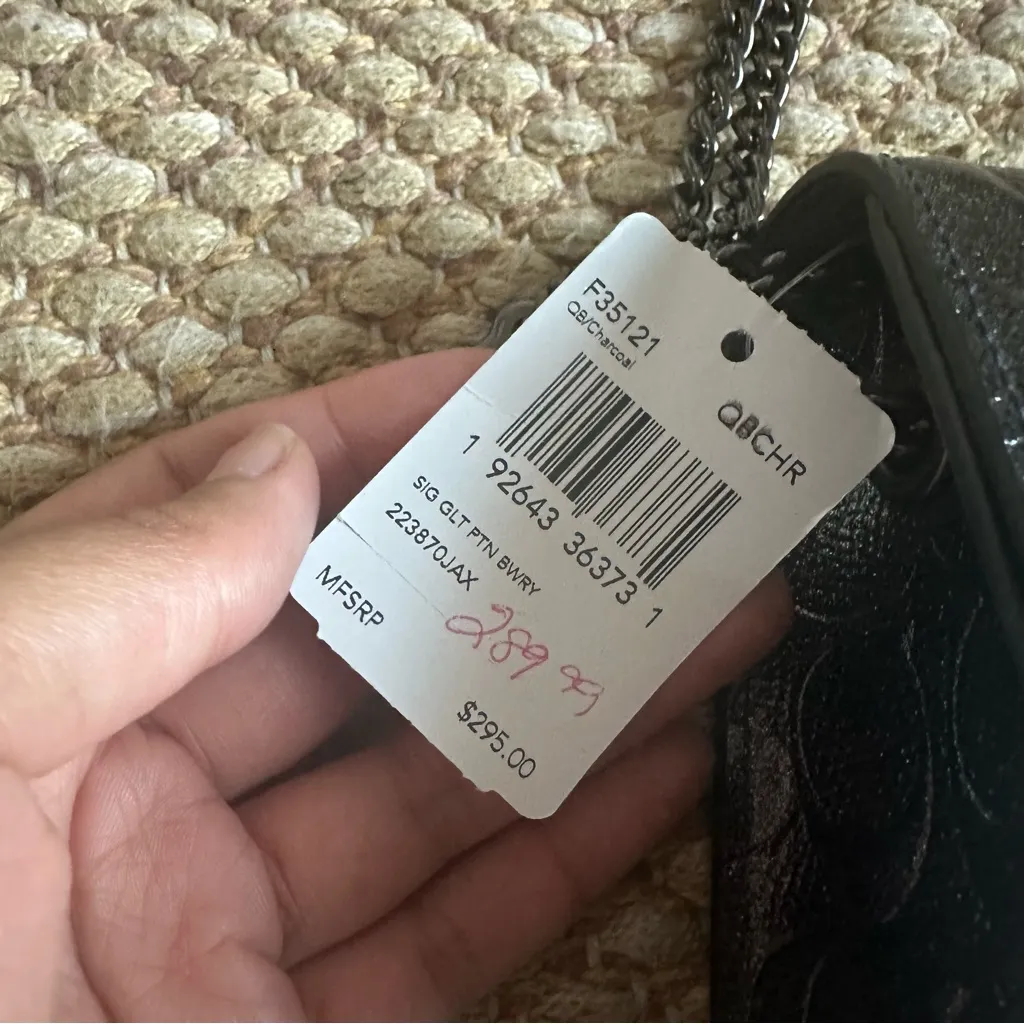 F35121
QB/Charcoal
QBCHR
1 92643 36373 1
SIG GLT PTN BWRY
223870JAX
MFSRP
289 99
$295.00